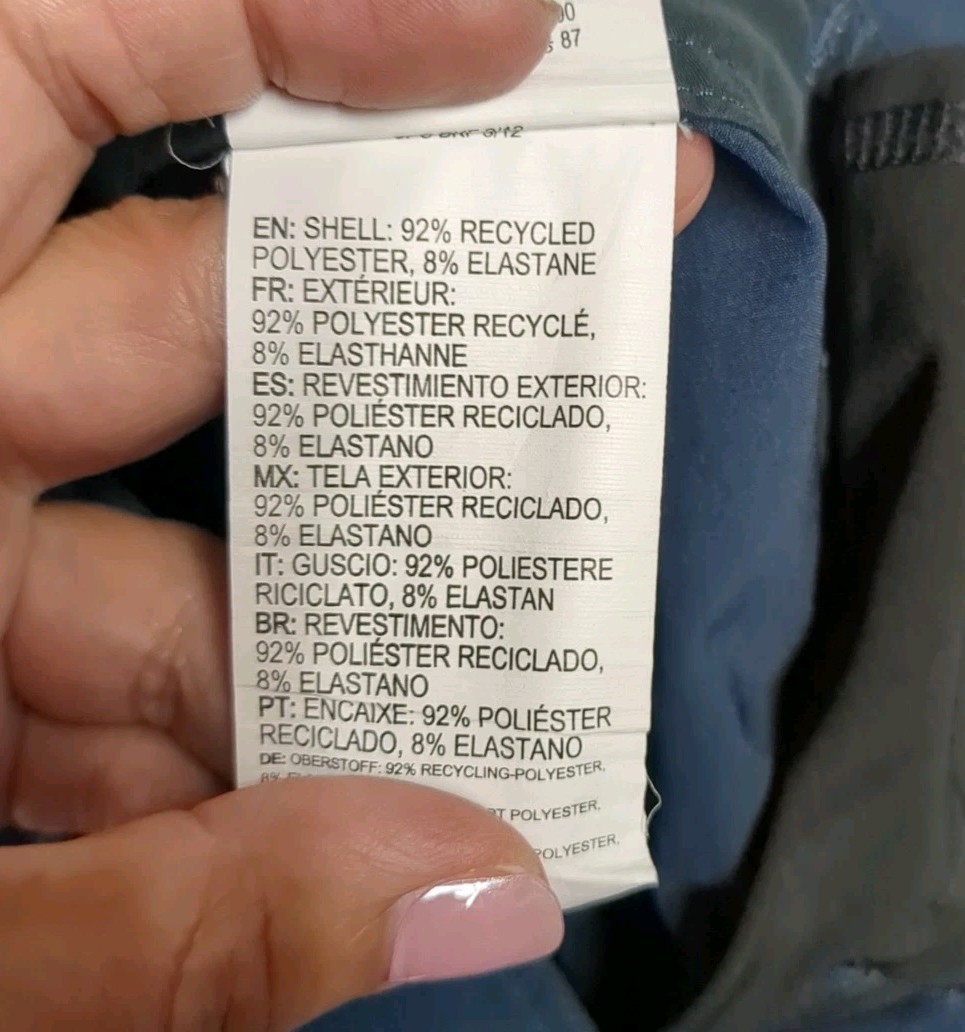 87
EN: SHELL: 92% RECYCLED
POLYESTER, 8% ELASTANE
FR: EXTÉRIEUR:
92% POLYESTER RECYCLÉ,
8% ELASTHANNE
ES: REVESTIMIENTO EXTERIOR:
92% POLIÉSTER RECICLADO,
8% ELASTANO
MX: TELA EXTERIOR:
92% POLIÉSTER RECICLADO,
8% ELASTANO
IT: GUSCIO: 92% POLIESTERE
RICICLATO, 8% ELASTAN
BR: REVESTIMENTO:
92% POLIÉSTER RECICLADO,
8% ELASTANO
PT: ENCAIXE: 92% POLIÉSTER
RECICLADO, 8% ELASTANO
DE: OBERSTOFF: 92% RECYCLING-POLYESTER,
POLYESTER,
POLYESTER,